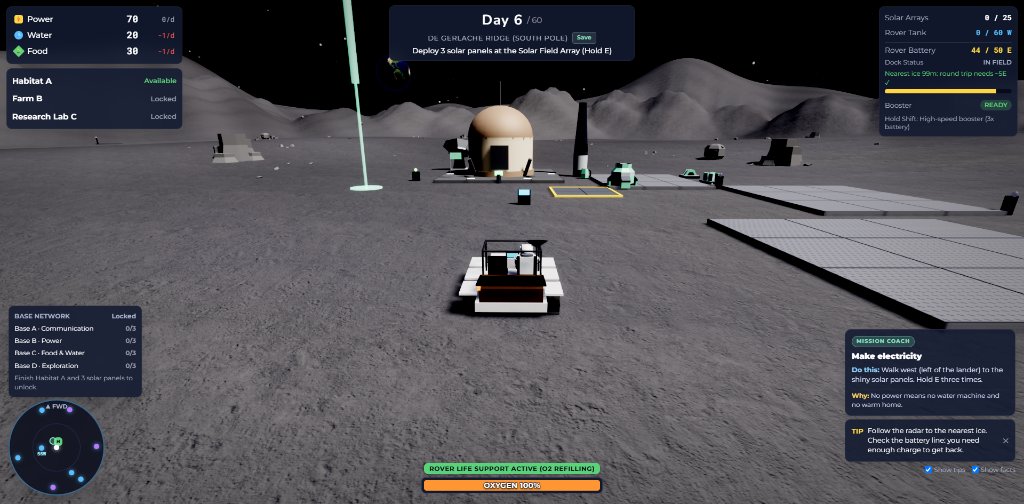 Power 70 0/d
Water 20 -1/d
Food 30 -1/d
Habitat A Available
Farm B Locked
Research Lab C Locked
Day 6 / 60
DE GERLACHE RIDGE (SOUTH POLE) Save
Deploy 3 solar panels at the Solar Field Array (Hold E)
Solar Arrays 0 / 25
Rover Tank 0 / 60 W
Rover Battery 44 / 50 E
Dock Status IN FIELD
Nearest ice 99m: round trip needs ~5E
✓
Booster READY
Hold Shift: High-speed booster (3x
battery)
BASE NETWORK Locked
Base A · Communication 0/3
Base B · Power 0/3
Base C · Food & Water 0/3
Base D · Exploration 0/3
Finish Habitat A and 3 solar panels to
unlock.
▲ FWD
H
MISSION COACH
Make electricity
Do this: Walk west (left of the lander) to the
shiny solar panels. Hold E three times.
Why: No power means no water machine and
no warm home.
TIP Follow the radar to the nearest ice.
Check the battery line: you need
enough charge to get back.
Show tips Show facts
ROVER LIFE SUPPORT ACTIVE (O2 REFILLING)
OXYGEN 100%